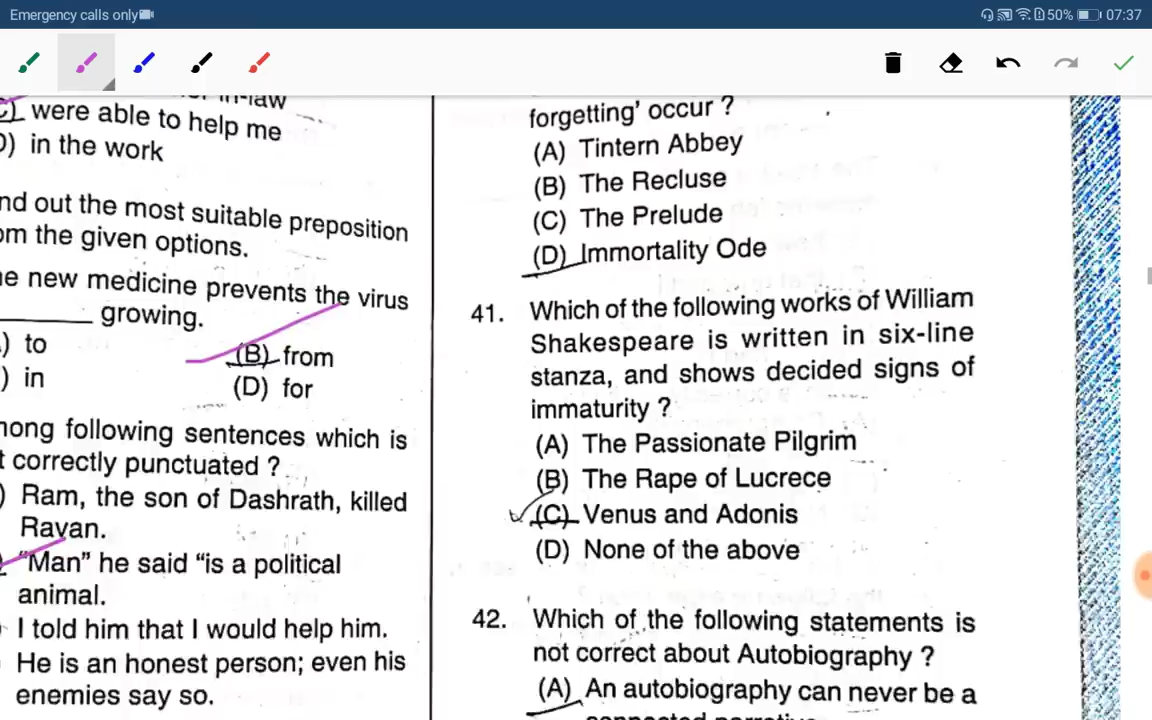 Emergency calls only
50% 07:37
were able to help me
in the work
out the most suitable preposition
the given options.
new medicine prevents the virus
growing.
to
(B) from
in
(D) for
following sentences which is
correctly punctuated ?
Ram, the son of Dashrath, killed
Ravan.
“Man” he said “is a political
animal.
I told him that I would help him.
He is an honest person; even his
enemies say so.
forgetting’ occur ?
(A) Tintern Abbey
(B) The Recluse
(C) The Prelude
(D) Immortality Ode
41. Which of the following works of William
Shakespeare is written in six-line
stanza, and shows decided signs of
immaturity ?
(A) The Passionate Pilgrim
(B) The Rape of Lucrece
(C) Venus and Adonis
(D) None of the above
42. Which of the following statements is
not correct about Autobiography ?
(A) An autobiography can never be a